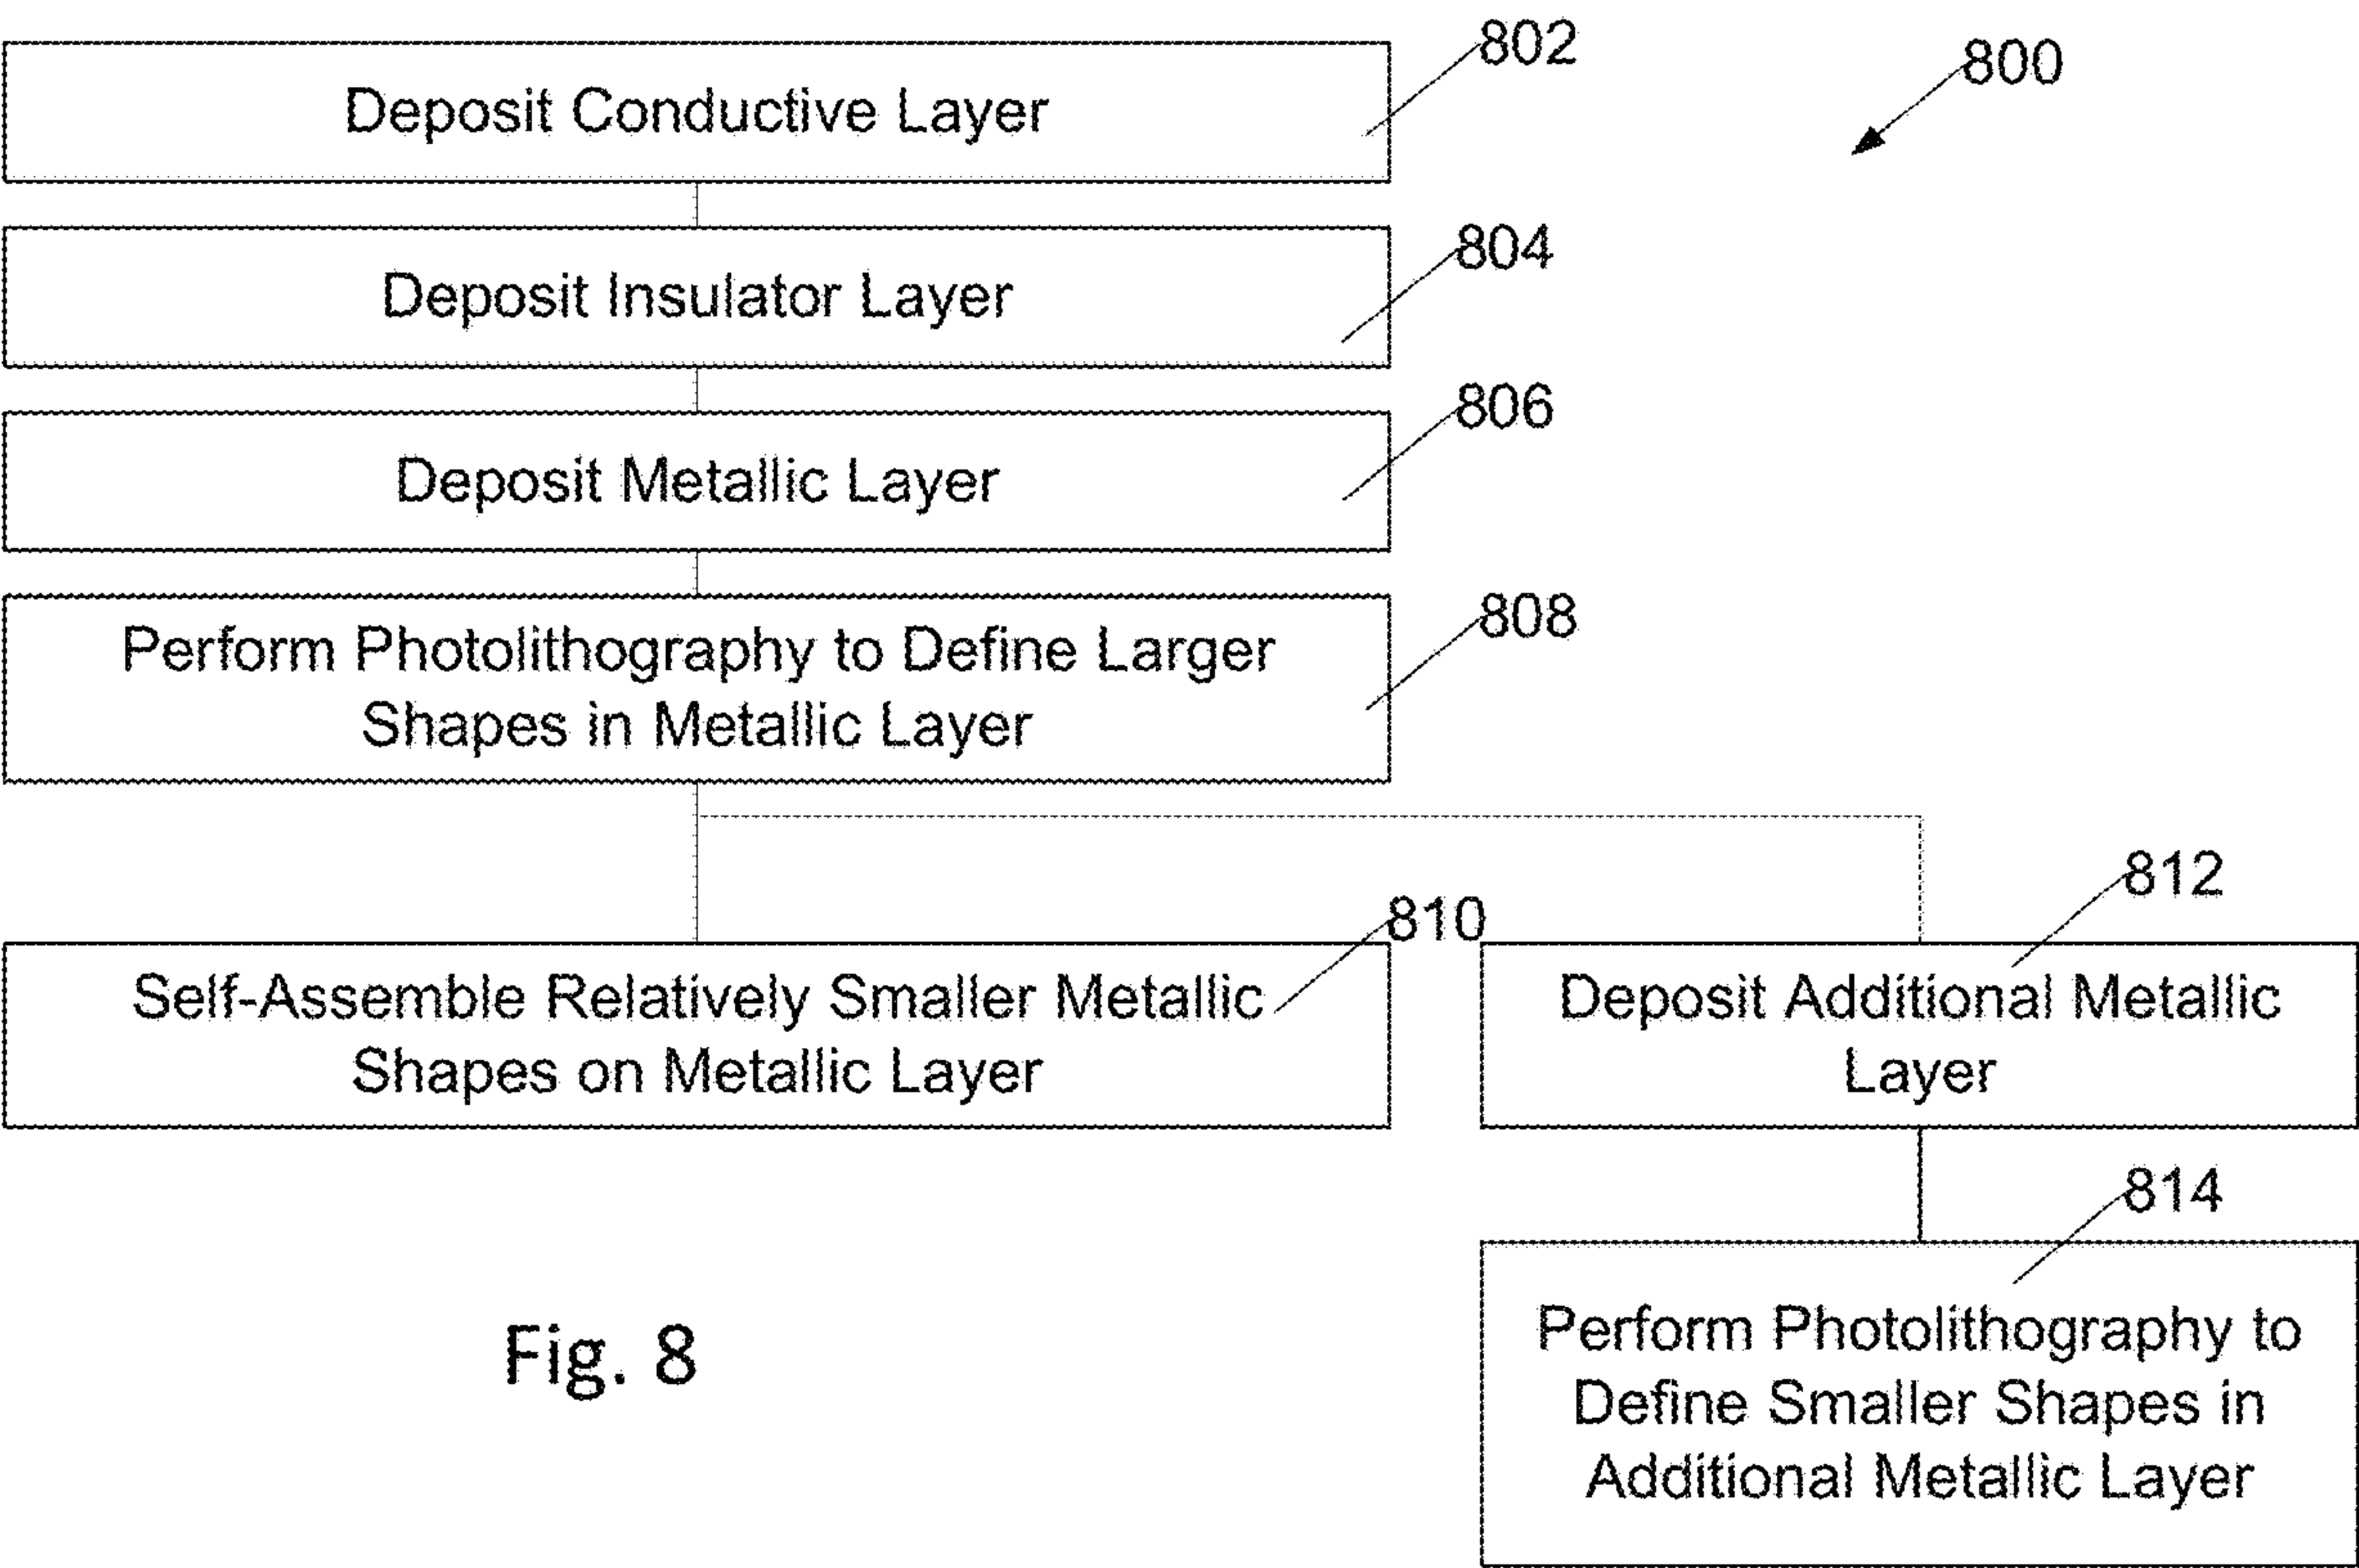 802
800
Deposit Conductive Layer
804
Deposit Insulator Layer
806
Deposit Metallic Layer
808
Perform Photolithography to Define Larger
Shapes in Metallic Layer
812
810
Self-Assemble Relatively Smaller Metallic
Shapes on Metallic Layer
Deposit Additional Metallic
Layer
814
Perform Photolithography to
Define Smaller Shapes in
Additional Metallic Layer
Fig. 8